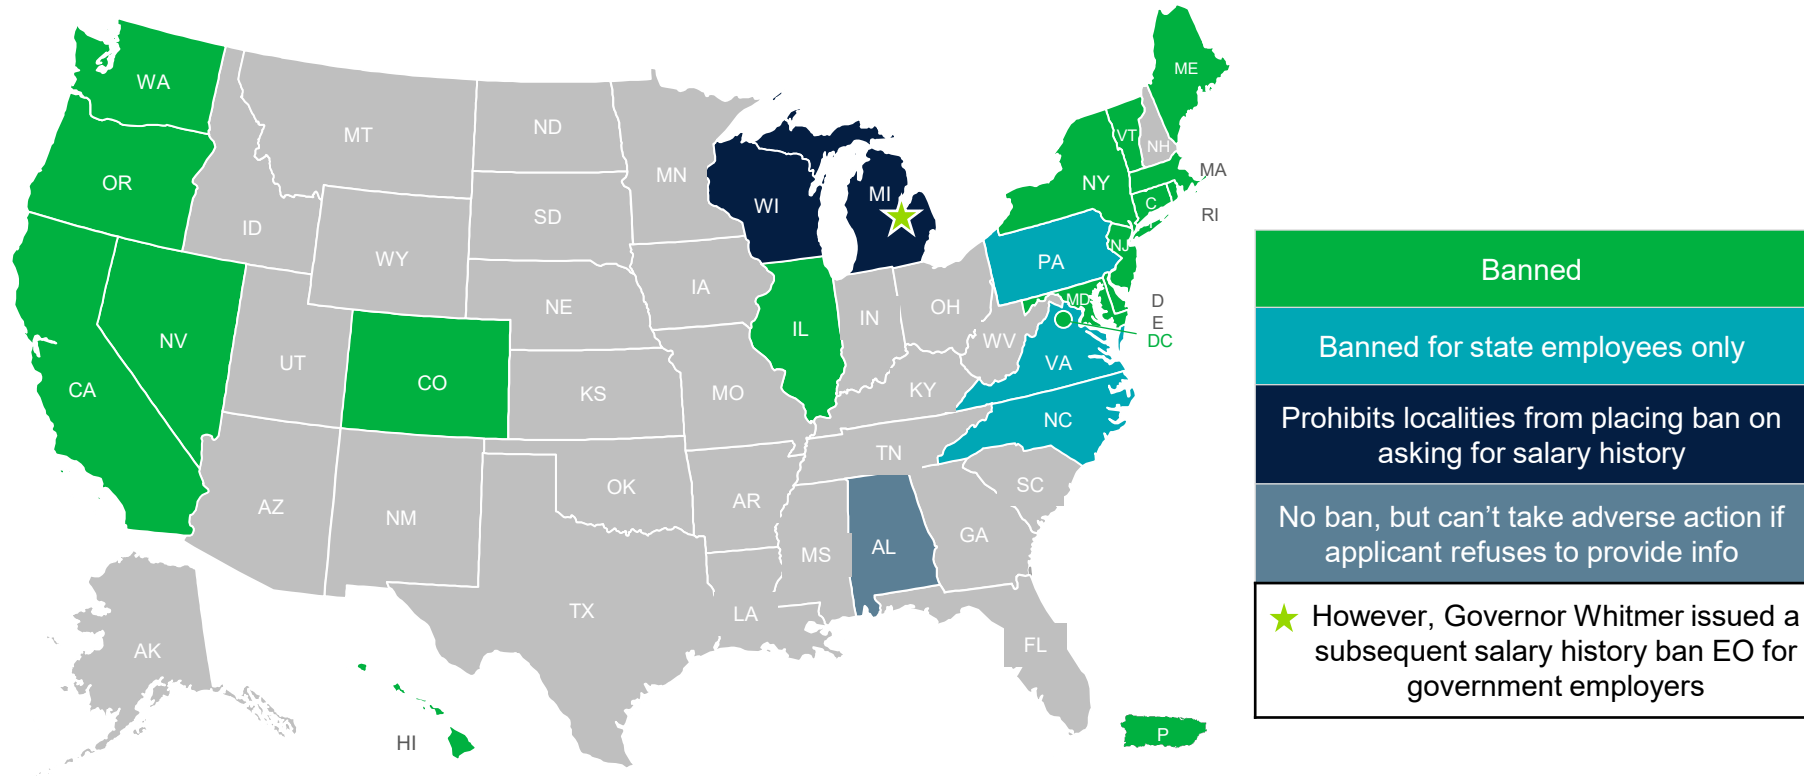 WA
OR
CA
NV
ID
MT
WY
UT
CO
AZ
NM
ND
SD
NE
KS
OK
TX
MN
IA
MO
AR
LA
WI
IL
MI
IN
OH
KY
TN
MS
AL
GA
FL
SC
NC
VA
WV
PA
NY
VT
NH
ME
MA
RI
C
T
NJ
MD
D
E
DC
AK
HI
P
Banned
Banned for state employees only
Prohibits localities from placing ban on
asking for salary history
No ban, but can’t take adverse action if
applicant refuses to provide info
However, Governor Whitmer issued a
subsequent salary history ban EO for
government employers